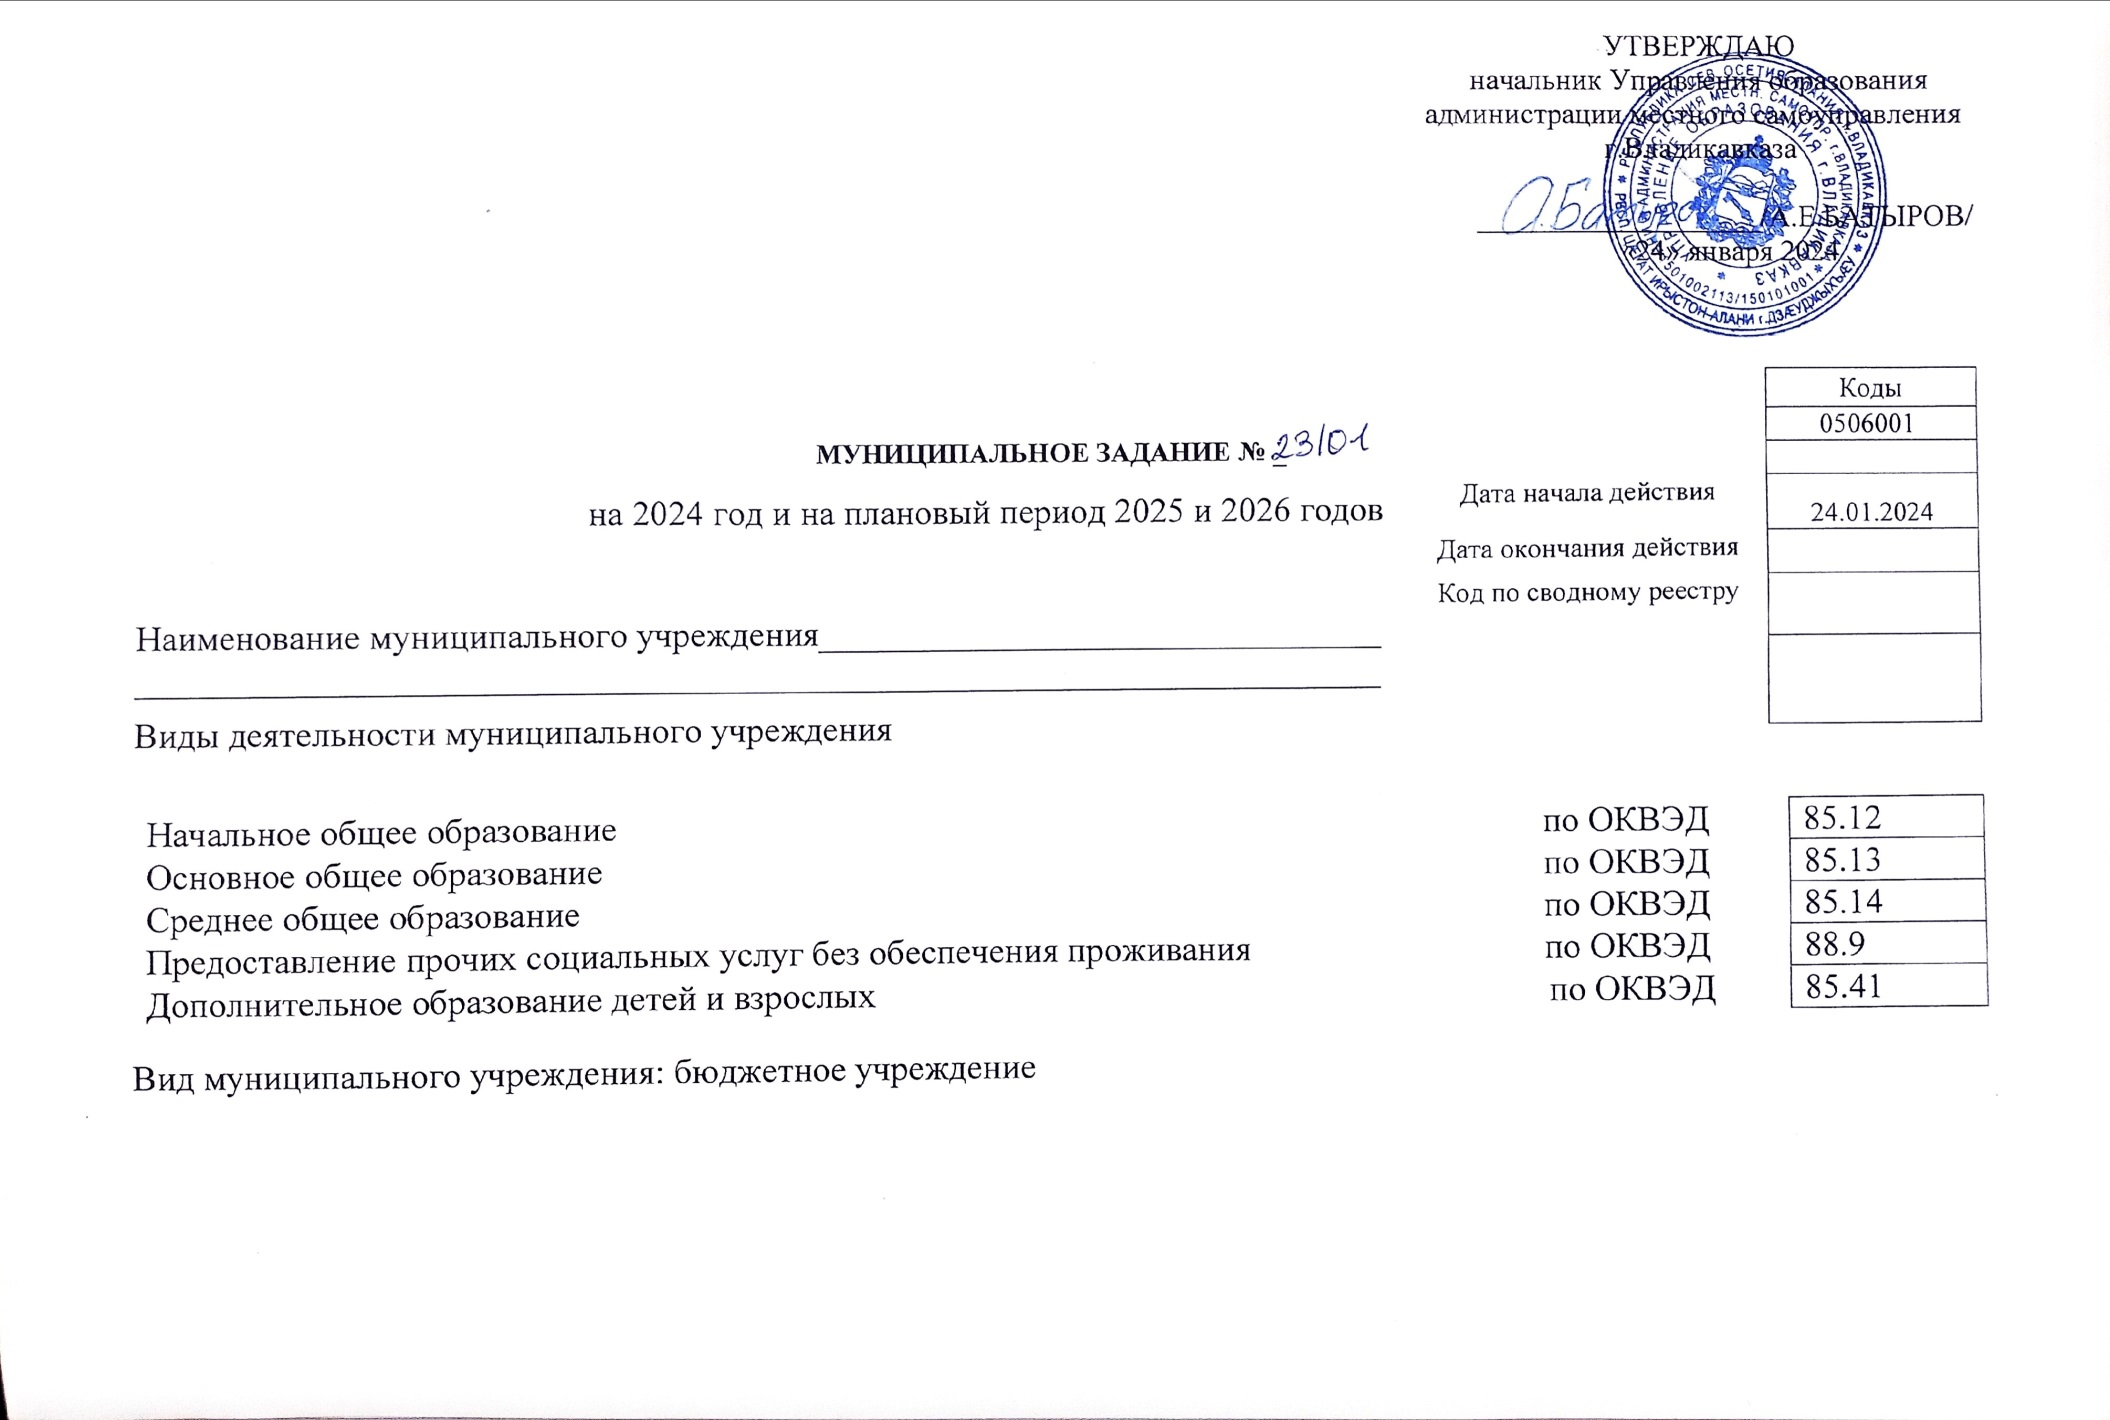 УТВЕРЖДАЮ
начальник Управления образования
администрации местного самоуправления
г.Владикавказа
/А.Е.БАТЫРОВ/
24» января 2024
Коды
0506001
МУНИЦИПАЛЬНОЕ ЗАДАНИЕ № 23/01
на 2024 год и на плановый период 2025 и 2026 годов
Дата начала действия
24.01.2024
Дата окончания действия
Код по сводному реестру
Наименование муниципального учреждения
Виды деятельности муниципального учреждения
Начальное общее образование по ОКВЭД 85.12
Основное общее образование по ОКВЭД 85.13
Среднее общее образование по ОКВЭД 85.14
Предоставление прочих социальных услуг без обеспечения проживания по ОКВЭД 88.9
Дополнительное образование детей и взрослых по ОКВЭД 85.41
Вид муниципального учреждения: бюджетное учреждение